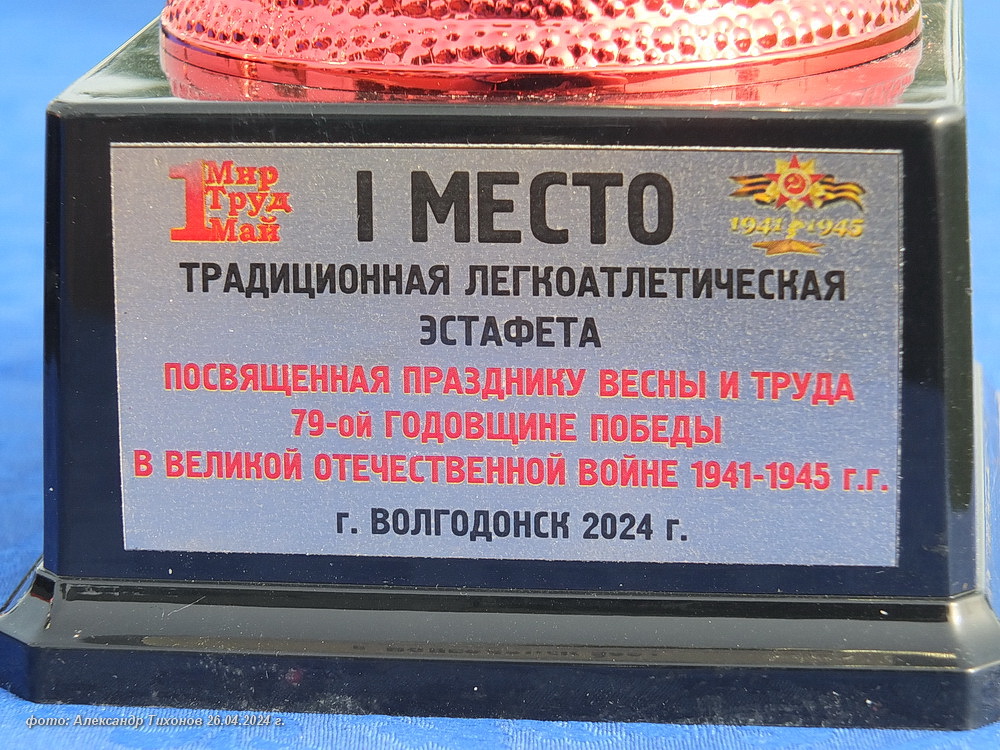 1 Мир
Труд
Май
I МЕСТО
1941 1945
ТРАДИЦИОННАЯ ЛЕГКОАТЛЕТИЧЕСКАЯ
ЭСТАФЕТА
ПОСВЯЩЕННАЯ ПРАЗДНИКУ ВЕСНЫ И ТРУДА
79-ой ГОДОВЩИНЕ ПОБЕДЫ
В ВЕЛИКОЙ ОТЕЧЕСТВЕННОЙ ВОЙНЕ 1941-1945 г.г.
г. ВОЛГОДОНСК 2024 г.
фото: Александр Тихонов 26.04.2024 г.